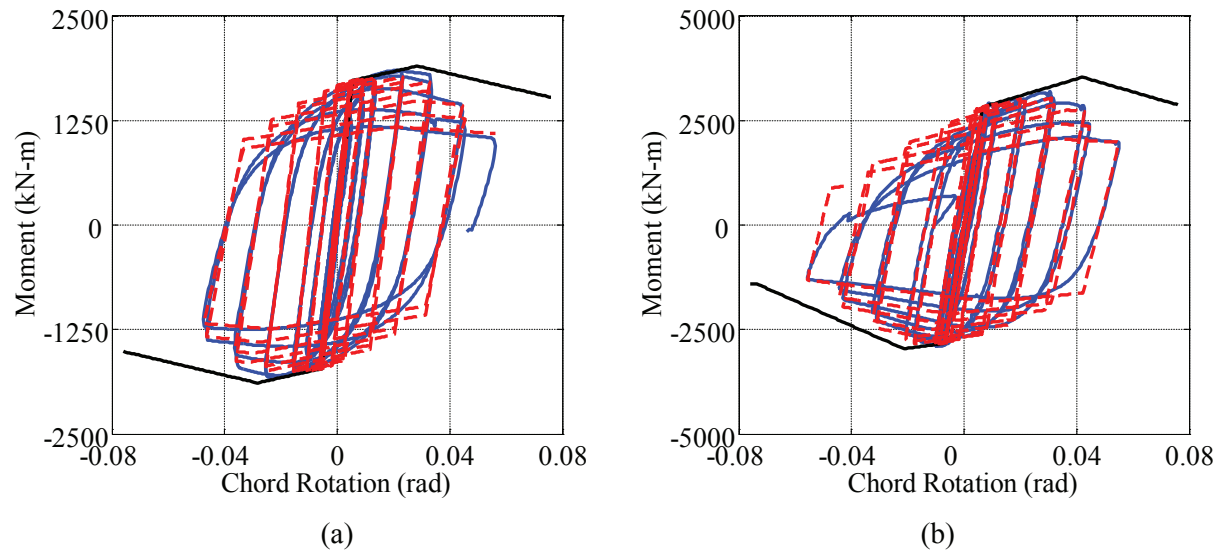 2500
1250
0
-1250
-2500
-0.08 -0.04 0 0.04 0.08
Moment (kN-m)
Chord Rotation (rad)
(a)
5000
2500
0
-2500
-5000
-0.08 -0.04 0 0.04 0.08
Moment (kN-m)
Chord Rotation (rad)
(b)